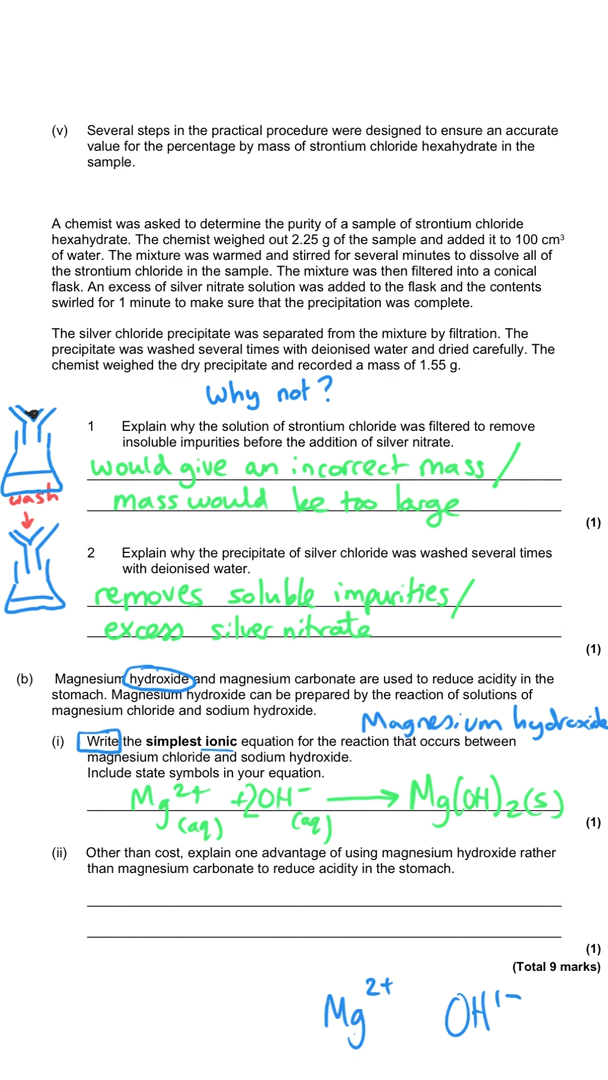 (v) Several steps in the practical procedure were designed to ensure an accurate
value for the percentage by mass of strontium chloride hexahydrate in the
sample.
A chemist was asked to determine the purity of a sample of strontium chloride
hexahydrate. The chemist weighed out 2.25 g of the sample and added it to 100 cm³
of water. The mixture was warmed and stirred for several minutes to dissolve all of
the strontium chloride in the sample. The mixture was then filtered into a conical
flask. An excess of silver nitrate solution was added to the flask and the contents
swirled for 1 minute to make sure that the precipitation was complete.
The silver chloride precipitate was separated from the mixture by filtration. The
precipitate was washed several times with deionised water and dried carefully. The
chemist weighed the dry precipitate and recorded a mass of 1.55 g.
Why not?
1 Explain why the solution of strontium chloride was filtered to remove
insoluble impurities before the addition of silver nitrate.
would give an incorrect mass/
mass would be too large
(1)
wash
2 Explain why the precipitate of silver chloride was washed several times
with deionised water.
removes soluble impurities/
excess silver nitrate
(1)
(b) Magnesium hydroxide and magnesium carbonate are used to reduce acidity in the
stomach. Magnesium hydroxide can be prepared by the reaction of solutions of
magnesium chloride and sodium hydroxide.
Magnesium hydroxide
(i) Write the simplest ionic equation for the reaction that occurs between
magnesium chloride and sodium hydroxide.
Include state symbols in your equation.
Mg²⁺(aq) + 2OH⁻(aq) → Mg(OH)₂(s)
(1)
(ii) Other than cost, explain one advantage of using magnesium hydroxide rather
than magnesium carbonate to reduce acidity in the stomach.
(1)
(Total 9 marks)
Mg²⁺ OH¹⁻